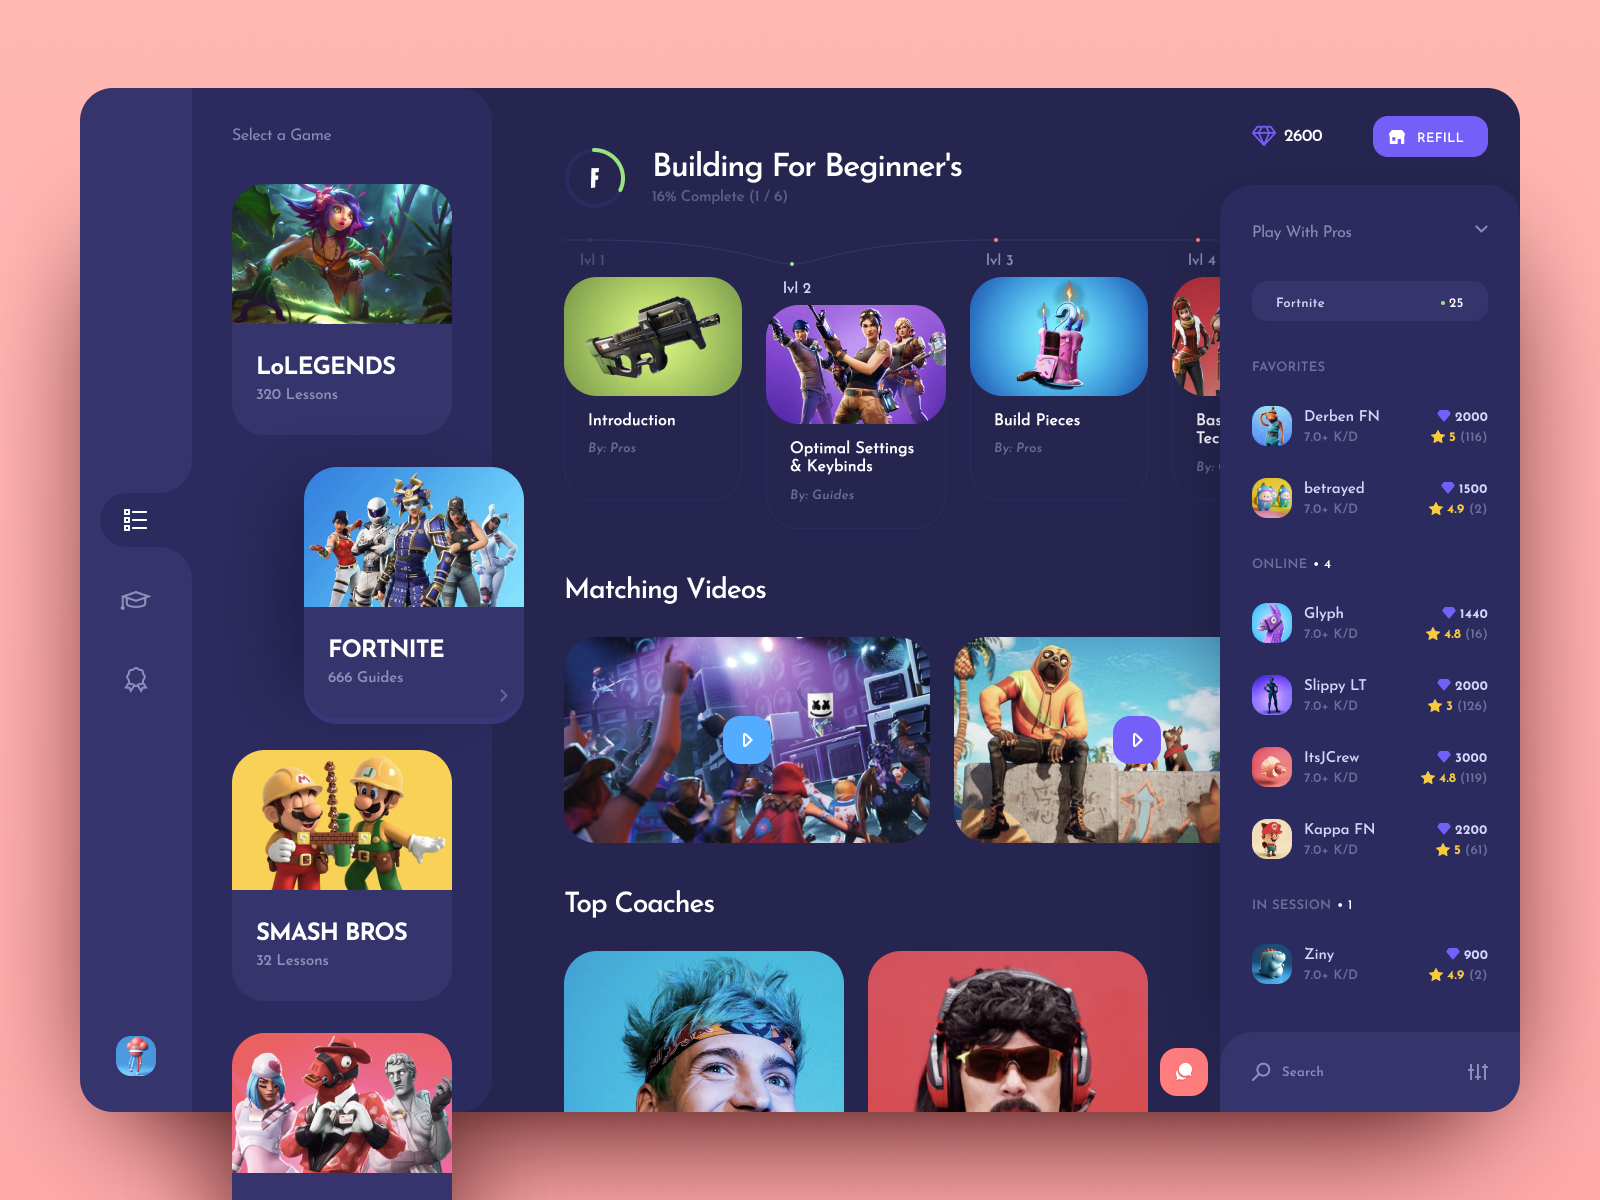 Select a Game
LoLEGENDS
320 Lessons
FORTNITE
666 Guides
SMASH BROS
32 Lessons
F
Building For Beginner's
16% Complete (1 / 6)
lvl 1
Introduction
By: Pros
lvl 2
Optimal Settings
& Keybinds
By: Guides
lvl 3
Build Pieces
By: Pros
lvl 4
Bas
Tec
By:
Matching Videos
Top Coaches
2600
REFILL
Play With Pros
Fortnite • 25
FAVORITES
Derben FN 2000
7.0+ K/D 5 (116)
betrayed 1500
7.0+ K/D 4.9 (2)
ONLINE • 4
Glyph 1440
7.0+ K/D 4.8 (16)
Slippy LT 2000
7.0+ K/D 3 (126)
ItsJCrew 3000
7.0+ K/D 4.8 (119)
Kappa FN 2200
7.0+ K/D 5 (61)
IN SESSION • 1
Ziny 900
7.0+ K/D 4.9 (2)
Search